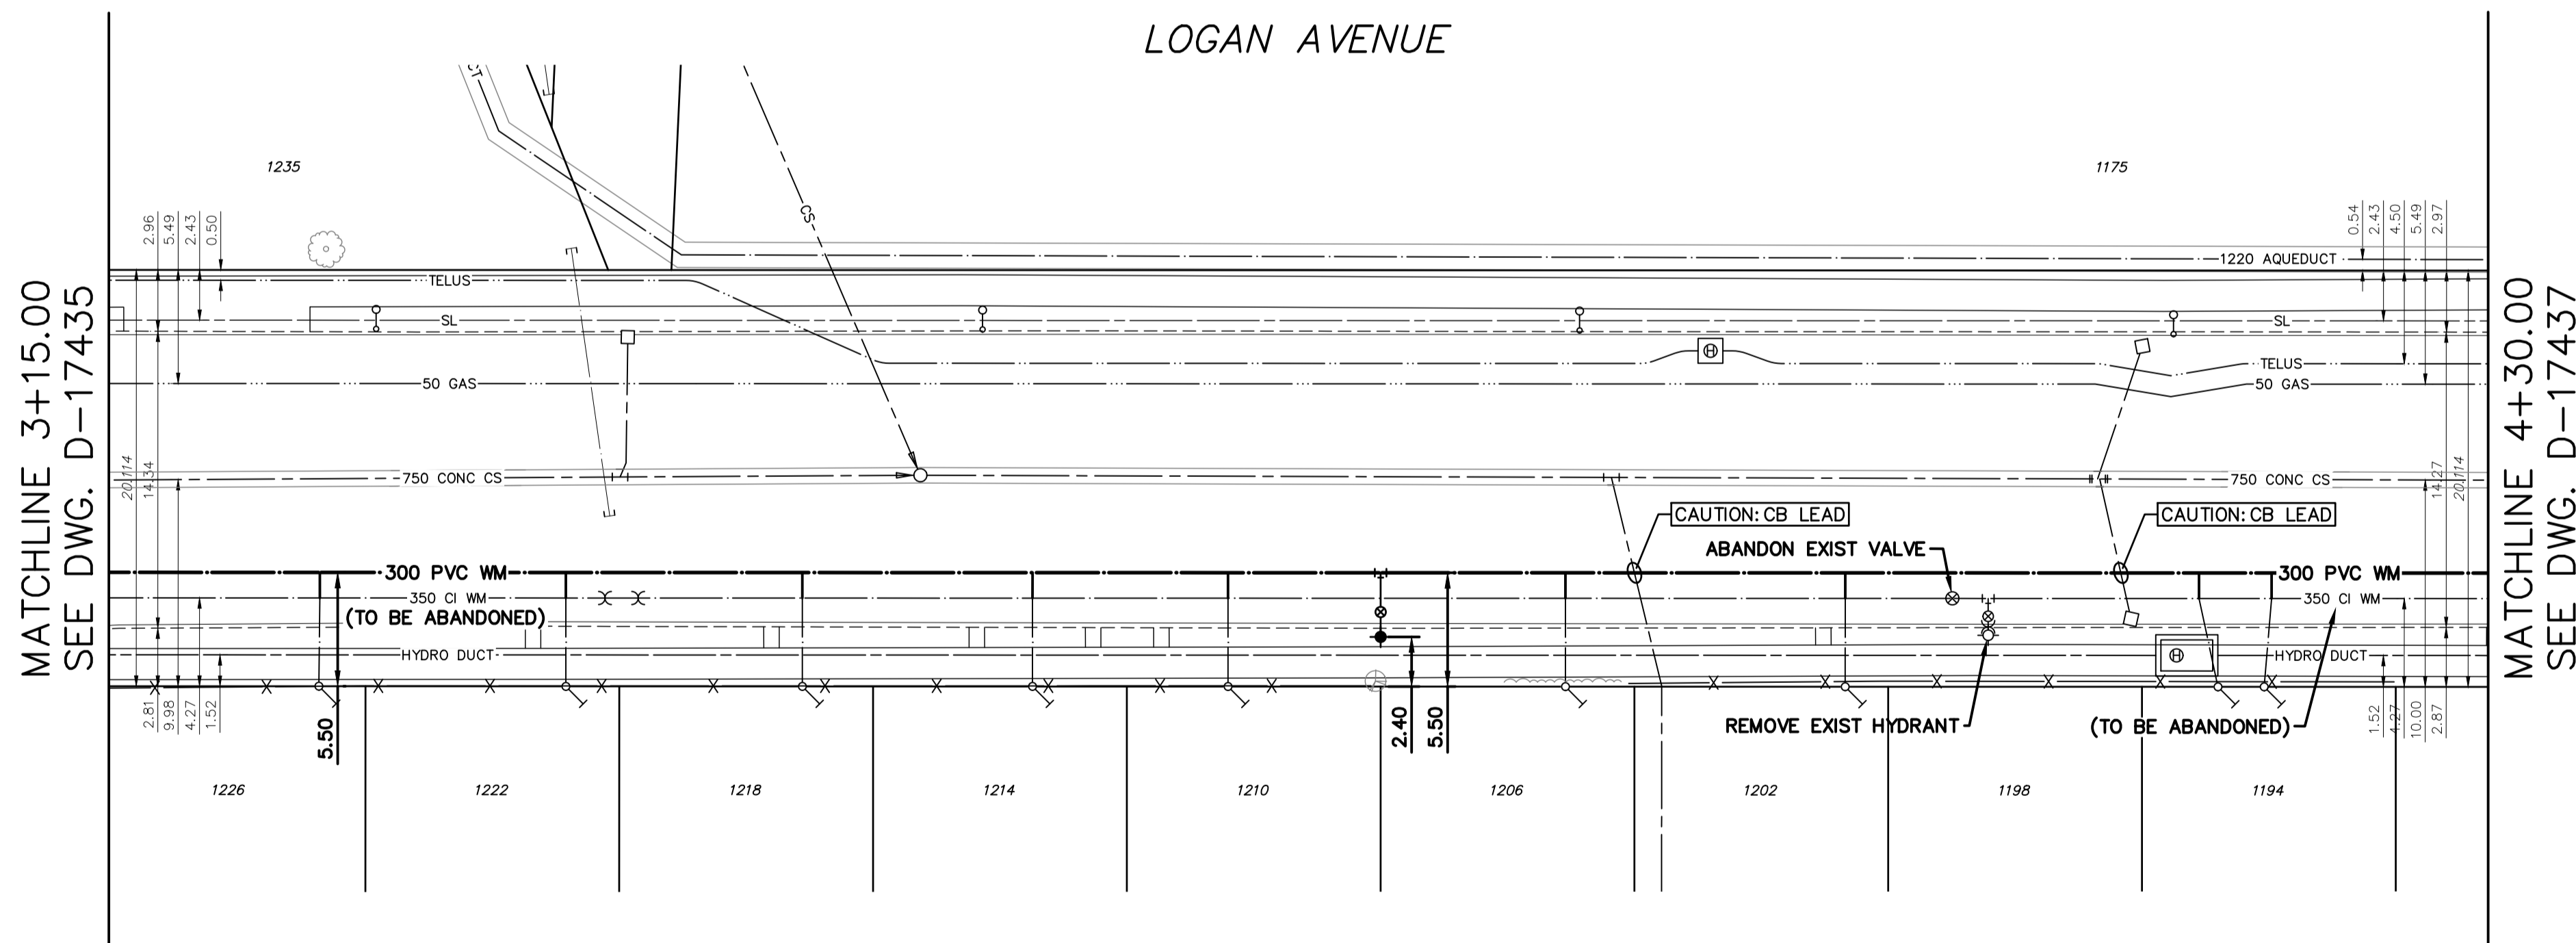 LOGAN AVENUE
MATCHLINE 3+15.00
SEE DWG. D-17435
MATCHLINE 4+30.00
SEE DWG. D-17437
CT
CS
1235
1175
2.96
5.49
2.43
0.50
0.54
2.43
4.50
5.49
2.97
1220 AQUEDUCT
TELUS
SL
SL
H
TELUS
50 GAS
50 GAS
20.114
14.34
14.27
20.114
750 CONC CS
750 CONC CS
CAUTION: CB LEAD
CAUTION: CB LEAD
ABANDON EXIST VALVE
300 PVC WM
300 PVC WM
350 CI WM
350 CI WM
(TO BE ABANDONED)
HYDRO DUCT
H
HYDRO DUCT
2.81
9.98
4.27
1.52
5.50
2.40
5.50
REMOVE EXIST HYDRANT
(TO BE ABANDONED)
1.52
4.27
10.00
2.87
1226
1222
1218
1214
1210
1206
1202
1198
1194